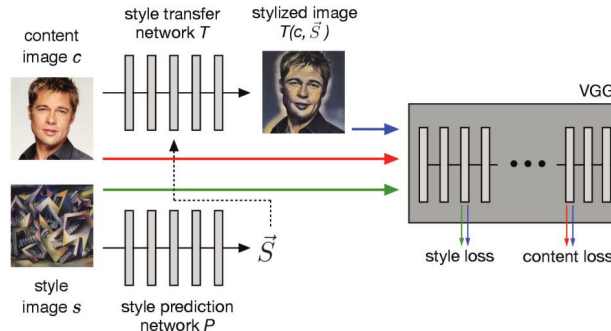 content
image c
style transfer
network T
stylized image
T(c, S⃗ )
VGG
S⃗
style loss
content loss
style
image s
style prediction
network P